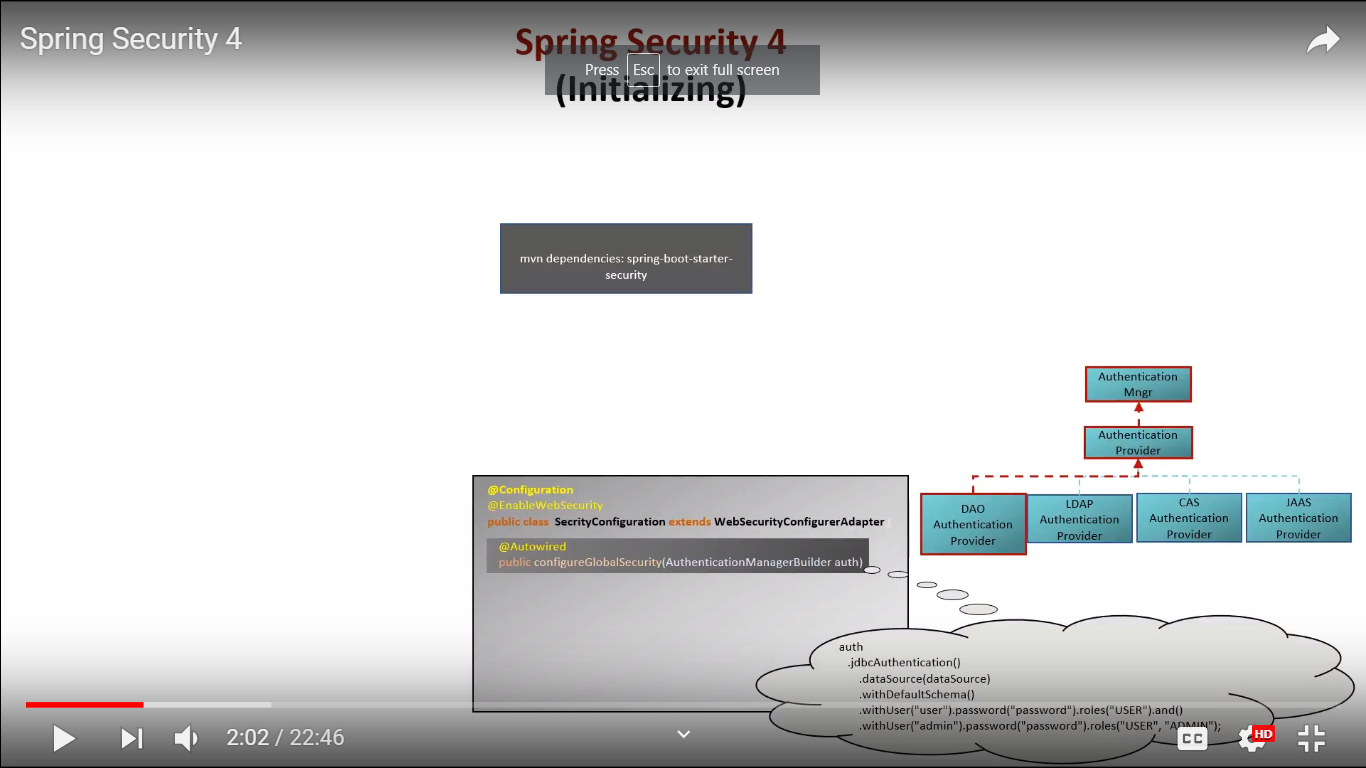 Spring Security 4
Spring Security 4
Press Esc to exit full screen
(Initializing)
mvn dependencies: spring-boot-starter-
security
Authentication
Mngr
Authentication
Provider
DAO
Authentication
Provider
LDAP
Authentication
Provider
CAS
Authentication
Provider
JAAS
Authentication
Provider
@Configuration
@EnableWebSecurity
public class SecrityConfiguration extends WebSecurityConfigurerAdapter {
@Autowired
public configureGlobalSecurity(AuthenticationManagerBuilder auth)
auth
.jdbcAuthentication()
.dataSource(dataSource)
.withDefaultSchema()
.withUser("user").password("password").roles("USER").and()
.withUser("admin").password("password").roles("USER", "ADMIN");
2:02 / 22:46
CC
HD